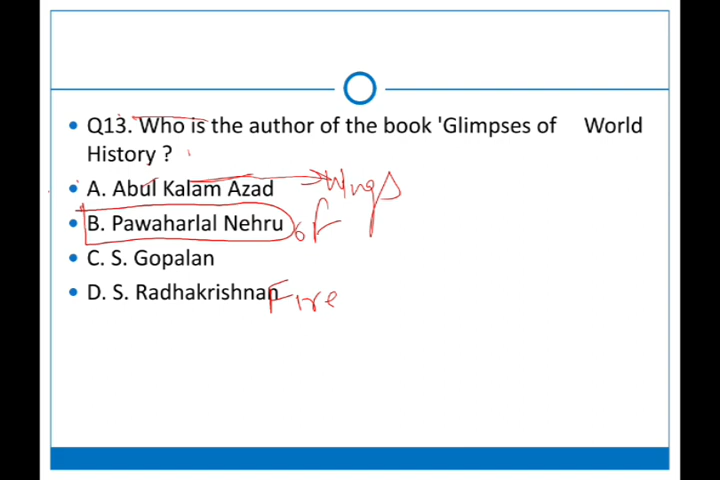 Q13. Who is the author of the book 'Glimpses of World
History ?
A. Abul Kalam Azad
Wings
B. Pawaharlal Nehru
of
C. S. Gopalan
D. S. Radhakrishnan
Fire